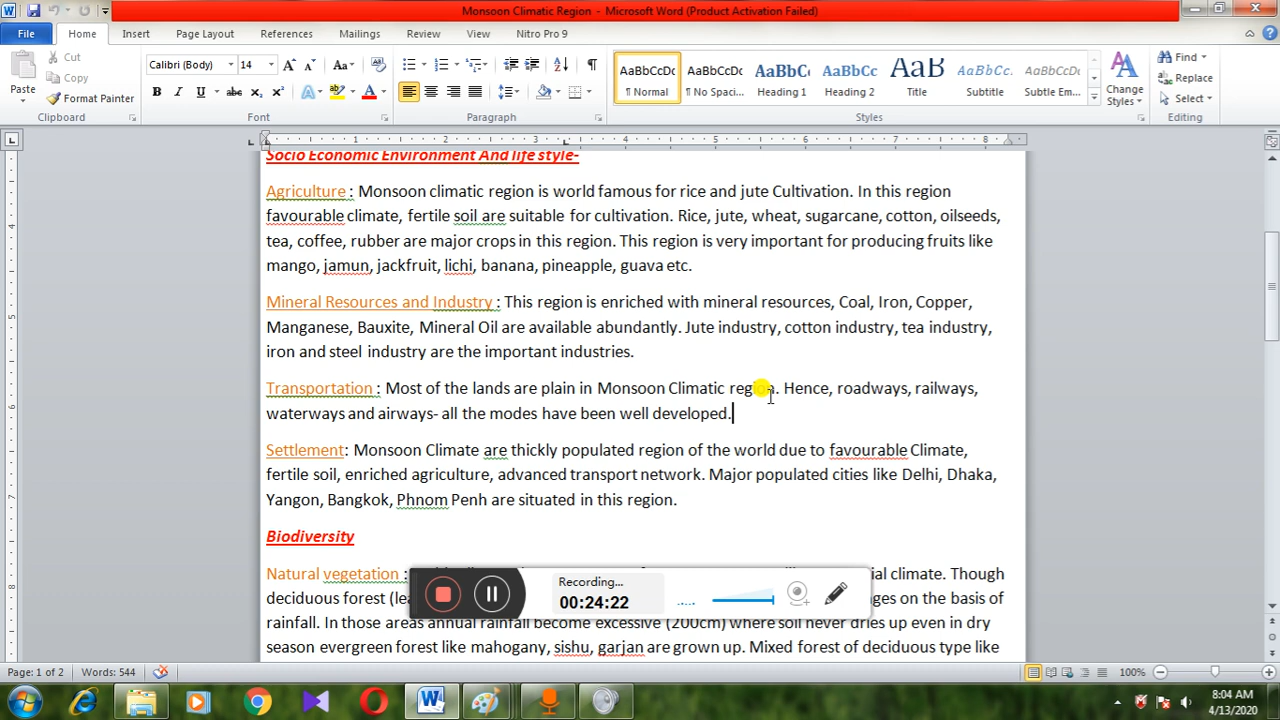 Monsoon Climatic Region - Microsoft Word (Product Activation Failed)
File Home Insert Page Layout References Mailings Review View Nitro Pro 9
Cut
Copy
Paste
Format Painter
Clipboard
Calibri (Body) 14
Font
Paragraph
AaBbCcDc AaBbCcDc AaBbCc AaBbCc AaB AaBbCcL AaBbCcDc
¶ Normal ¶ No Spaci... Heading 1 Heading 2 Title Subtitle Subtle Em...
Change
Styles
Styles
Find
Replace
Select
Editing
Socio Economic Environment And life style-
Agriculture : Monsoon climatic region is world famous for rice and jute Cultivation. In this region
favourable climate, fertile soil are suitable for cultivation. Rice, jute, wheat, sugarcane, cotton, oilseeds,
tea, coffee, rubber are major crops in this region. This region is very important for producing fruits like
mango, jamun, jackfruit, lichi, banana, pineapple, guava etc.
Mineral Resources and Industry : This region is enriched with mineral resources, Coal, Iron, Copper,
Manganese, Bauxite, Mineral Oil are available abundantly. Jute industry, cotton industry, tea industry,
iron and steel industry are the important industries.
Transportation : Most of the lands are plain in Monsoon Climatic region. Hence, roadways, railways,
waterways and airways- all the modes have been well developed.
Settlement: Monsoon Climate are thickly populated region of the world due to favourable Climate,
fertile soil, enriched agriculture, advanced transport network. Major populated cities like Delhi, Dhaka,
Yangon, Bangkok, Phnom Penh are situated in this region.
Biodiversity
Natural vegetation : climate. Though
deciduous forest on the basis of
rainfall. In those areas annual rainfall become excessive (200cm) where soil never dries up even in dry
season evergreen forest like mahogany, sishu, garjan are grown up. Mixed forest of deciduous type like
Recording...
00:24:22
Page: 1 of 2 Words: 544 100%
8:04 AM
4/13/2020